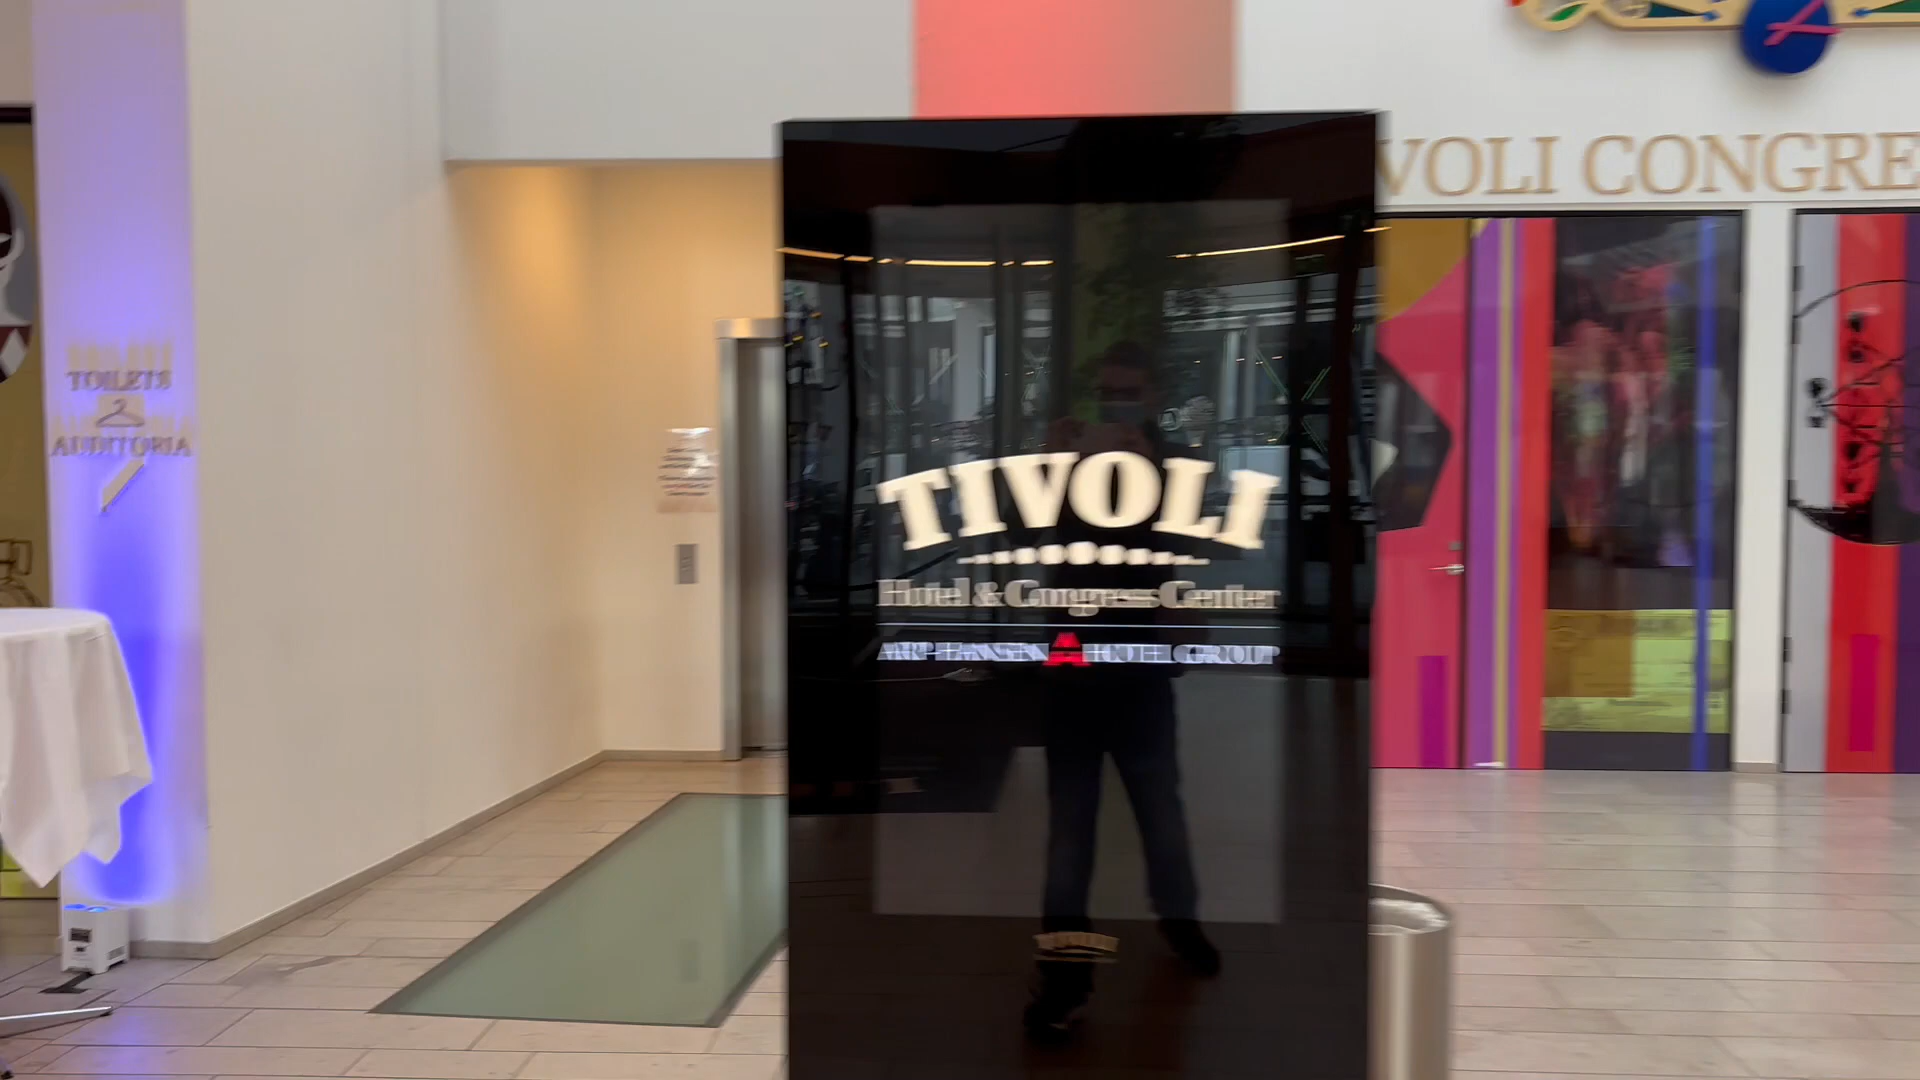 TOILETS
AUDITORIA
TIVOLI
Hotel & Congress Center
ARP-HANSEN HOTEL GROUP
VOLI CONGRE